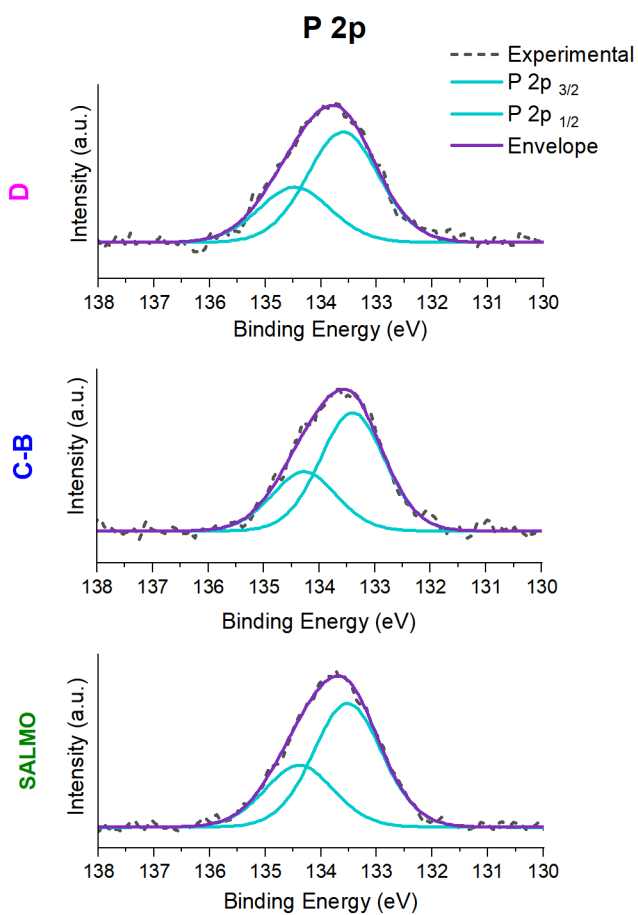 P 2p
Experimental
P 2p 3/2
P 2p 1/2
Envelope
D
Intensity (a.u.)
138 137 136 135 134 133 132 131 130
Binding Energy (eV)
C-B
Intensity (a.u.)
138 137 136 135 134 133 132 131 130
Binding Energy (eV)
SALMO
Intensity (a.u.)
138 137 136 135 134 133 132 131 130
Binding Energy (eV)